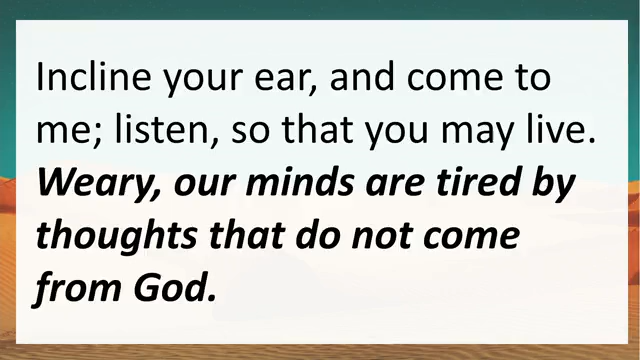 Incline your ear, and come to
me; listen, so that you may live.
Weary, our minds are tired by
thoughts that do not come
from God.